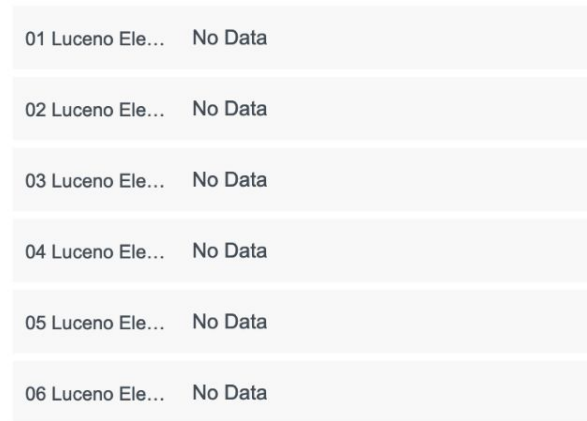 01 Luceno Ele… No Data
02 Luceno Ele… No Data
03 Luceno Ele… No Data
04 Luceno Ele… No Data
05 Luceno Ele… No Data
06 Luceno Ele… No Data